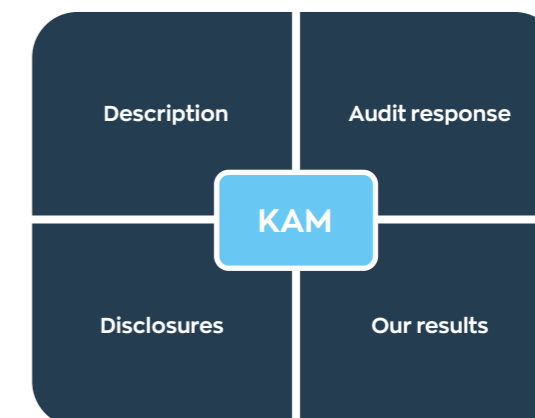 Description
Audit response
KAM
Disclosures
Our results